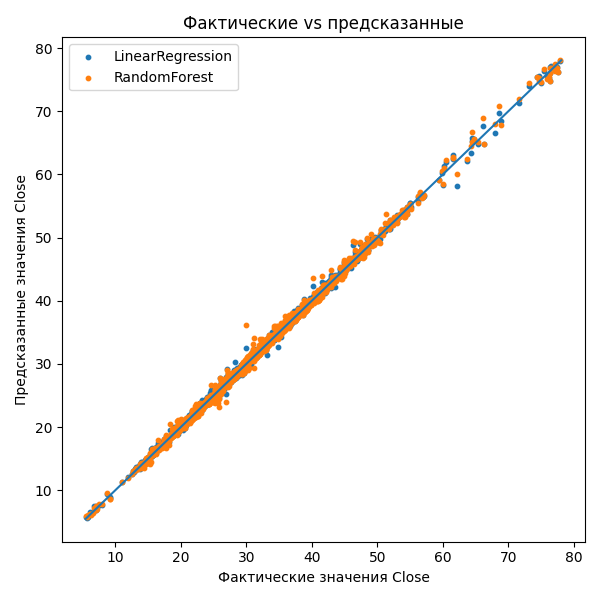 Фактические vs предсказанные
LinearRegression
RandomForest
Предсказанные значения Close
80
70
60
50
40
30
20
10
10 20 30 40 50 60 70 80
Фактические значения Close